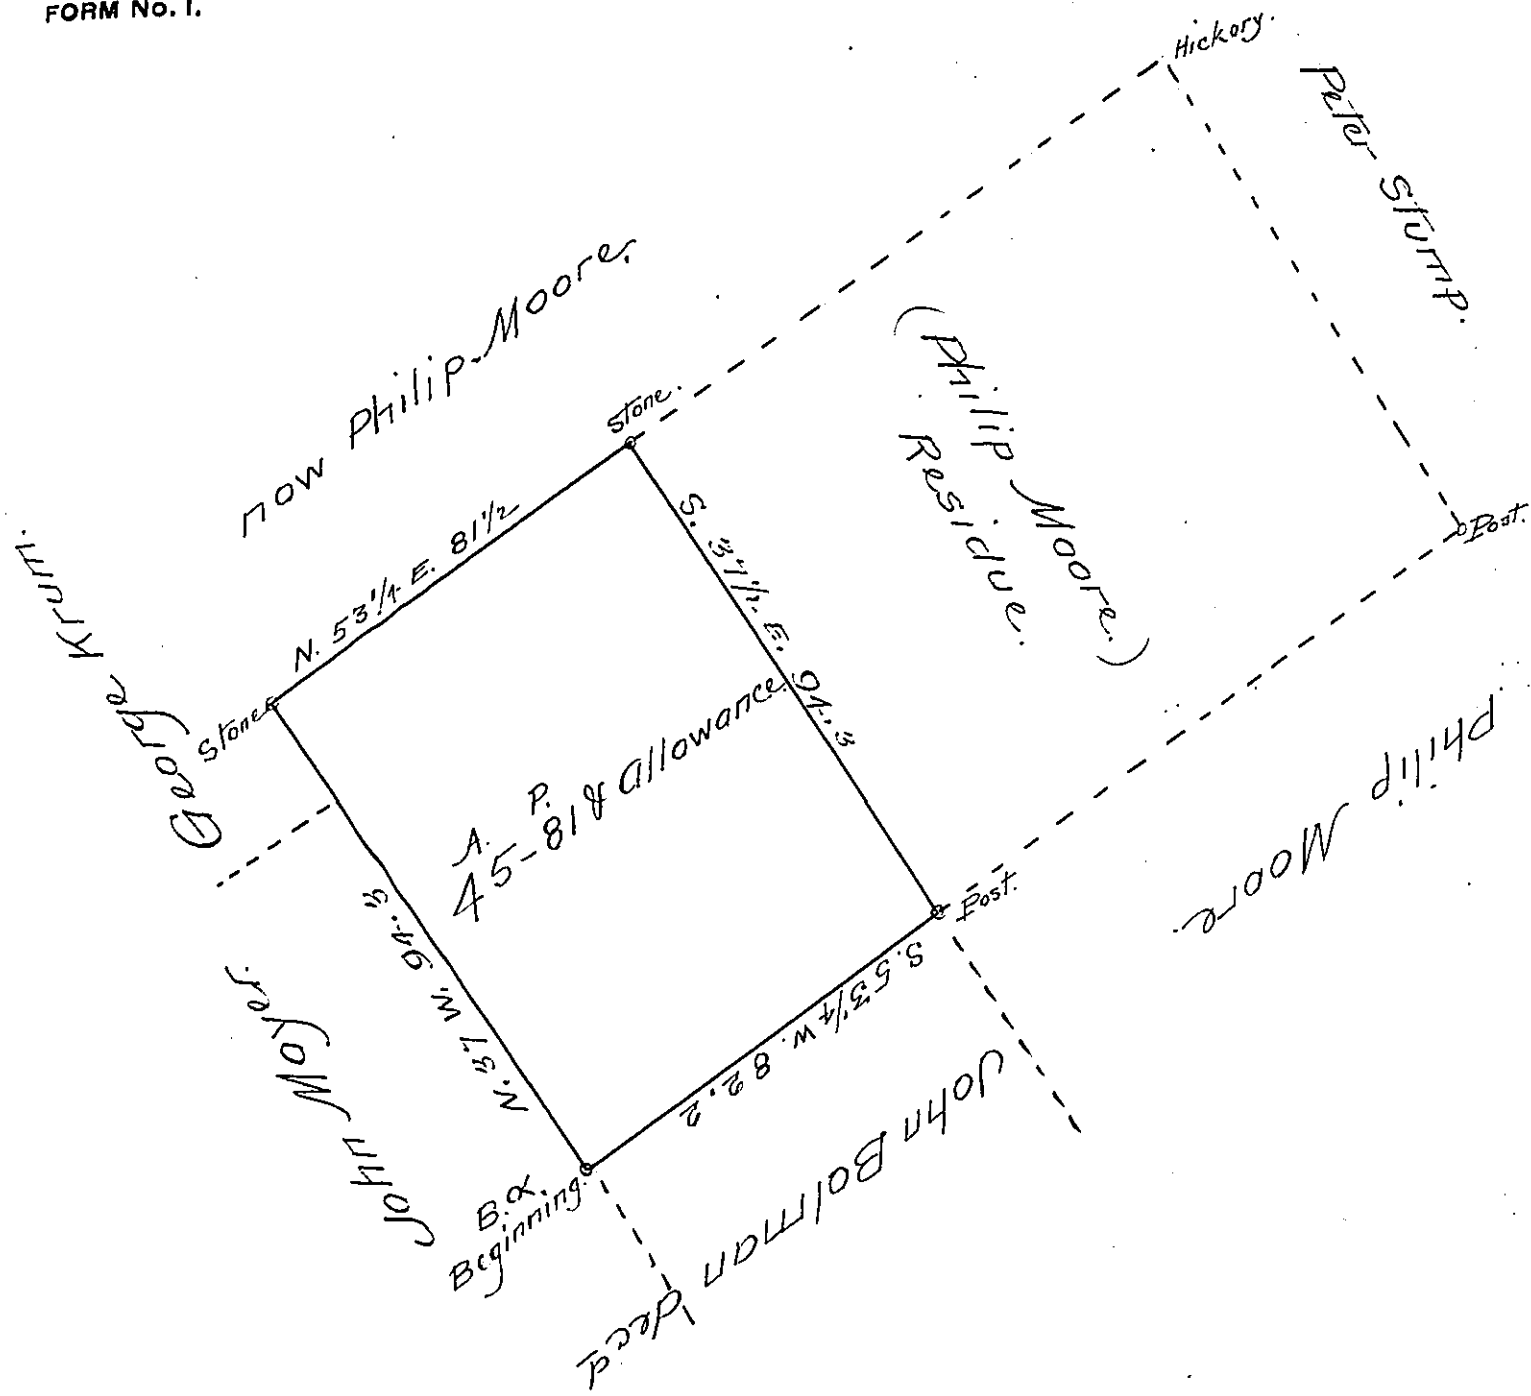 FORM No. 1.
Hickory.
Peter Stump.
now Philip Moore.
Stone.
(Philip Moore.)
Residue.
Post.
George Krum.
N. 53 1/4 E. 81 1/2
S. 37 1/2 E. 94.3
Stone
A. P.
45-81 & Allowance.
Philip Moore.
Post.
N. 37 W. 94.3
S. 53 1/4 W. 82.2
John Moyer.
John Bolman
decd
B.O.
Beginning.